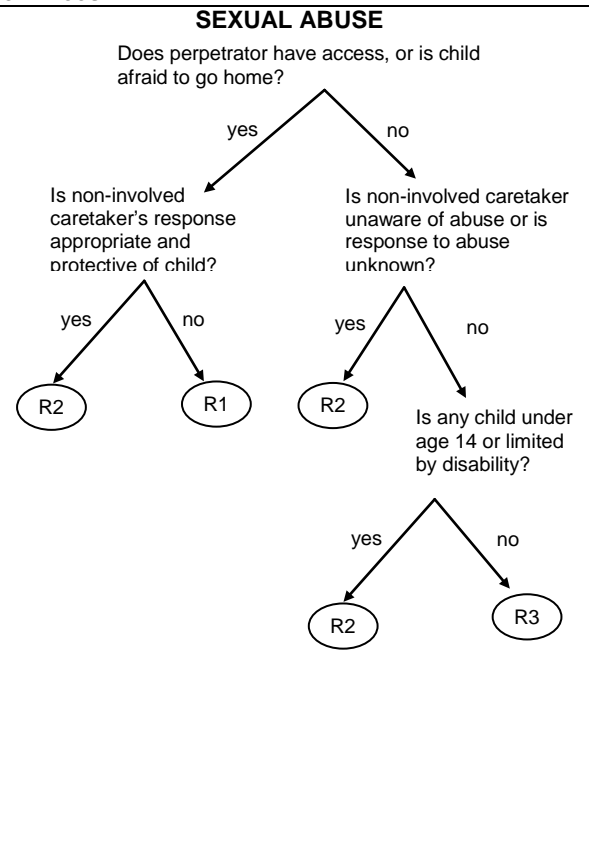 SEXUAL ABUSE
Does perpetrator have access, or is child
afraid to go home?
yes
no
Is non-involved
caretaker's response
appropriate and
protective of child?
Is non-involved caretaker
unaware of abuse or is
response to abuse
unknown?
yes
no
yes
no
R2
R1
R2
Is any child under
age 14 or limited
by disability?
yes
no
R2
R3